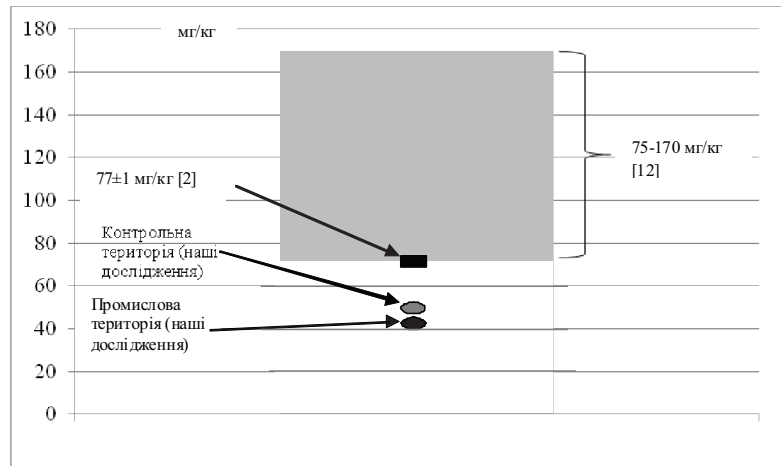 180
мг/кг
160
140
120
100
80
60
40
20
0
77±1 мг/кг [2]
Контрольна
територія (наші
дослідження)
Промислова
територія (наші
дослідження)
75-170 мг/кг
[12]